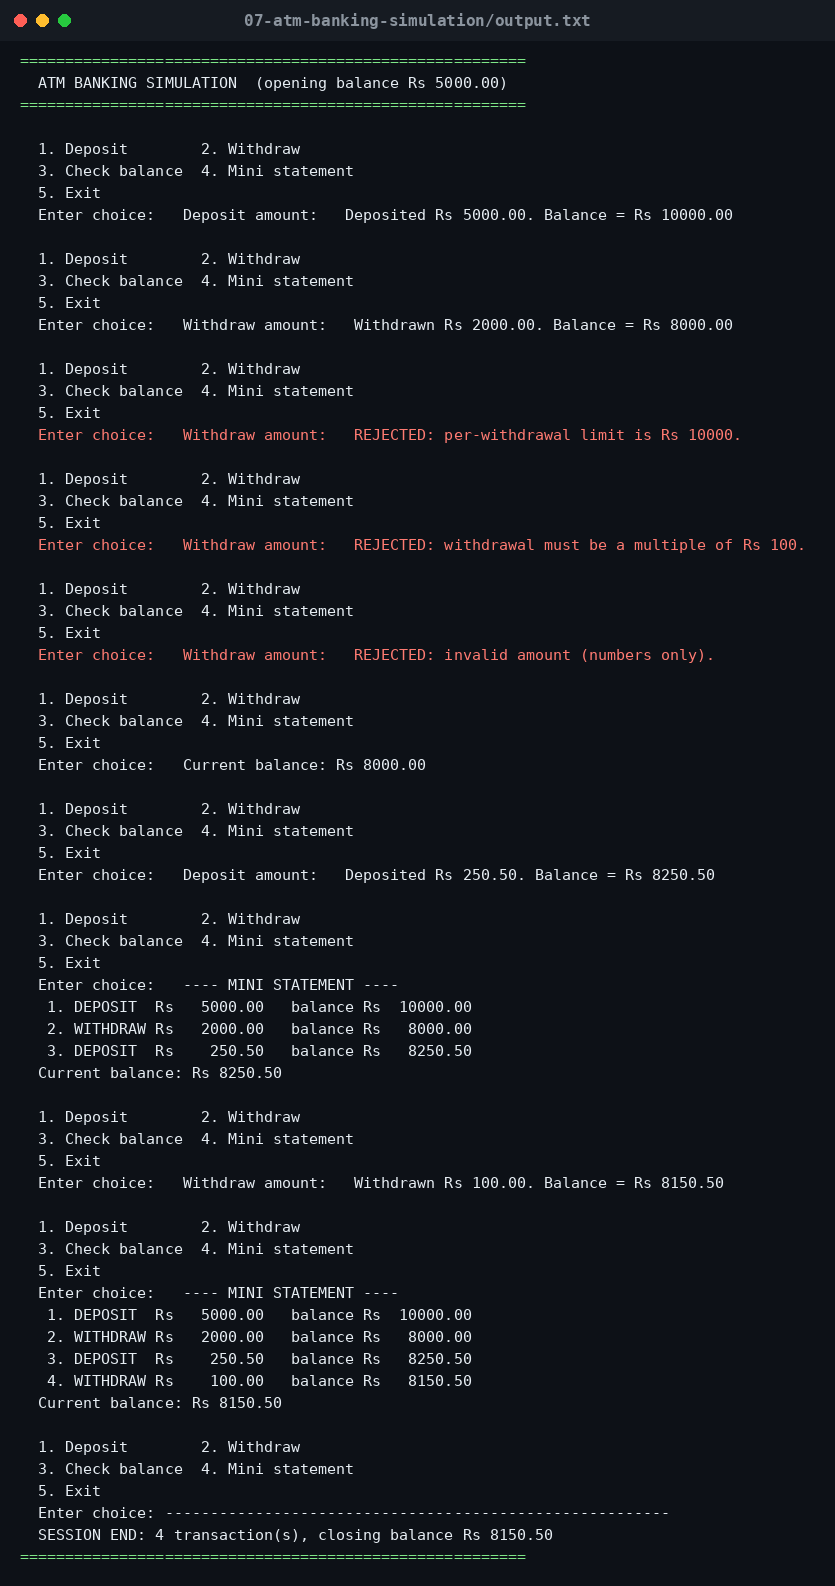 07-atm-banking-simulation/output.txt
========================================================
  ATM BANKING SIMULATION  (opening balance Rs 5000.00)
========================================================

  1. Deposit        2. Withdraw
  3. Check balance  4. Mini statement
  5. Exit
  Enter choice:   Deposit amount:   Deposited Rs 5000.00. Balance = Rs 10000.00

  1. Deposit        2. Withdraw
  3. Check balance  4. Mini statement
  5. Exit
  Enter choice:   Withdraw amount:   Withdrawn Rs 2000.00. Balance = Rs 8000.00

  1. Deposit        2. Withdraw
  3. Check balance  4. Mini statement
  5. Exit
  Enter choice:   Withdraw amount:   REJECTED: per-withdrawal limit is Rs 10000.

  1. Deposit        2. Withdraw
  3. Check balance  4. Mini statement
  5. Exit
  Enter choice:   Withdraw amount:   REJECTED: withdrawal must be a multiple of Rs 100.

  1. Deposit        2. Withdraw
  3. Check balance  4. Mini statement
  5. Exit
  Enter choice:   Withdraw amount:   REJECTED: invalid amount (numbers only).

  1. Deposit        2. Withdraw
  3. Check balance  4. Mini statement
  5. Exit
  Enter choice:   Current balance: Rs 8000.00

  1. Deposit        2. Withdraw
  3. Check balance  4. Mini statement
  5. Exit
  Enter choice:   Deposit amount:   Deposited Rs 250.50. Balance = Rs 8250.50

  1. Deposit        2. Withdraw
  3. Check balance  4. Mini statement
  5. Exit
  Enter choice:   ---- MINI STATEMENT ----
   1. DEPOSIT  Rs   5000.00   balance Rs  10000.00
   2. WITHDRAW Rs   2000.00   balance Rs   8000.00
   3. DEPOSIT  Rs    250.50   balance Rs   8250.50
  Current balance: Rs 8250.50

  1. Deposit        2. Withdraw
  3. Check balance  4. Mini statement
  5. Exit
  Enter choice:   Withdraw amount:   Withdrawn Rs 100.00. Balance = Rs 8150.50

  1. Deposit        2. Withdraw
  3. Check balance  4. Mini statement
  5. Exit
  Enter choice:   ---- MINI STATEMENT ----
   1. DEPOSIT  Rs   5000.00   balance Rs  10000.00
   2. WITHDRAW Rs   2000.00   balance Rs   8000.00
   3. DEPOSIT  Rs    250.50   balance Rs   8250.50
   4. WITHDRAW Rs    100.00   balance Rs   8150.50
  Current balance: Rs 8150.50

  1. Deposit        2. Withdraw
  3. Check balance  4. Mini statement
  5. Exit
  Enter choice: --------------------------------------------------------
  SESSION END: 4 transaction(s), closing balance Rs 8150.50
========================================================